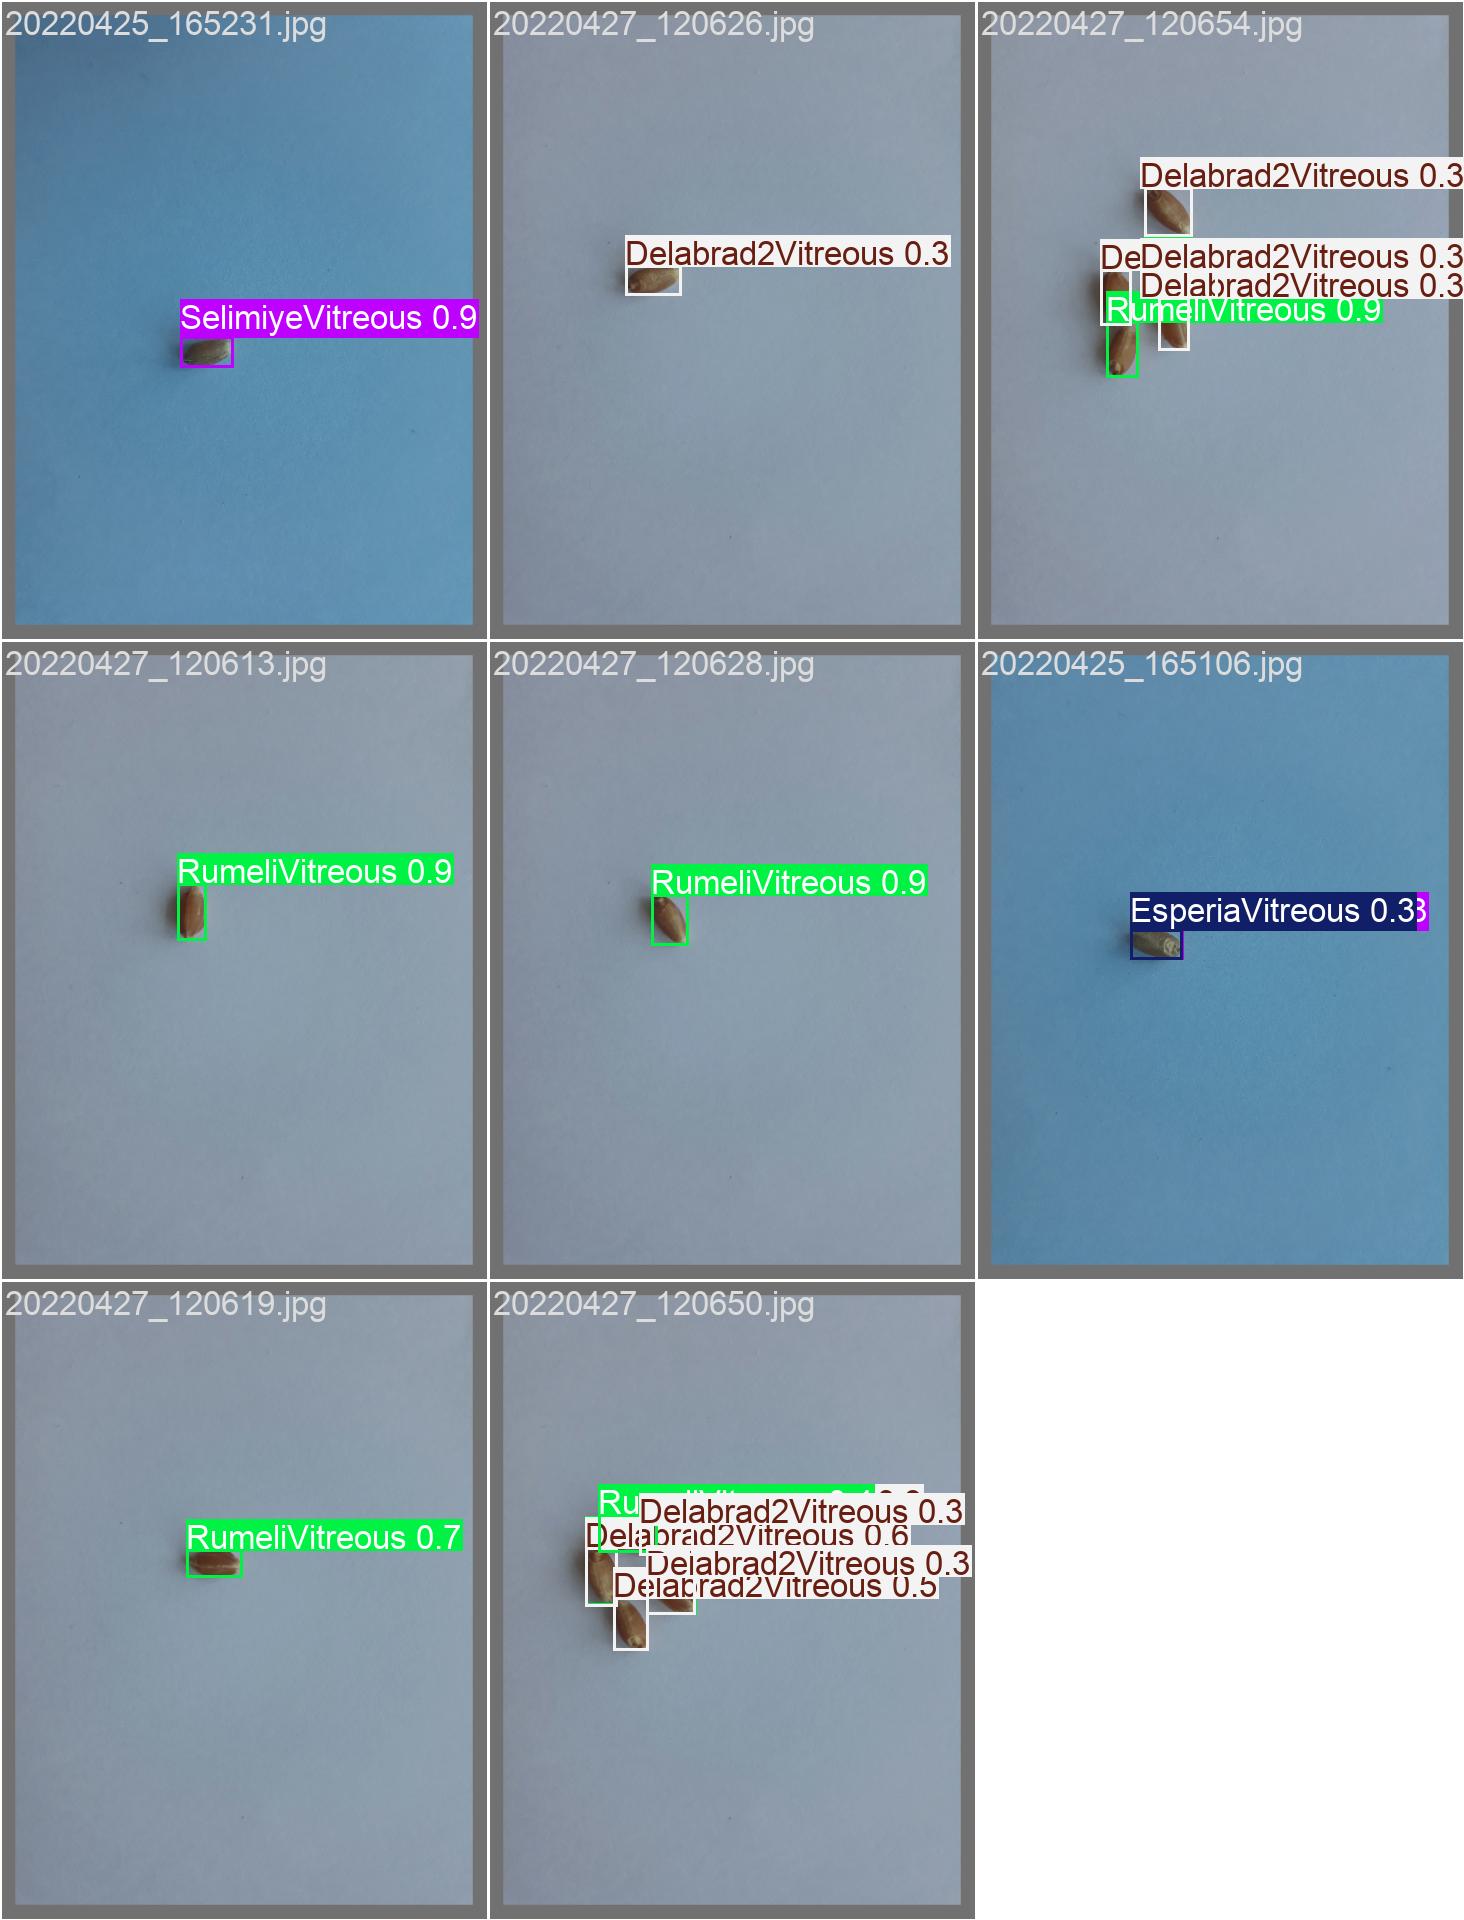 20220425_165231.jpg
SelimiyeVitreous 0.9
20220427_120626.jpg
Delabrad2Vitreous 0.3
20220427_120654.jpg
Delabrad2Vitreous 0.3
De
Delabrad2Vitreous 0.3
Delabrad2Vitreous 0.3
RumeliVitreous 0.9
20220427_120613.jpg
RumeliVitreous 0.9
20220427_120628.jpg
RumeliVitreous 0.9
20220425_165106.jpg
EsperiaVitreous 0.3
20220427_120619.jpg
RumeliVitreous 0.7
20220427_120650.jpg
Delabrad2Vitreous 0.3
Delabrad2Vitreous 0.6
Delabrad2Vitreous 0.3
Delabrad2Vitreous 0.5